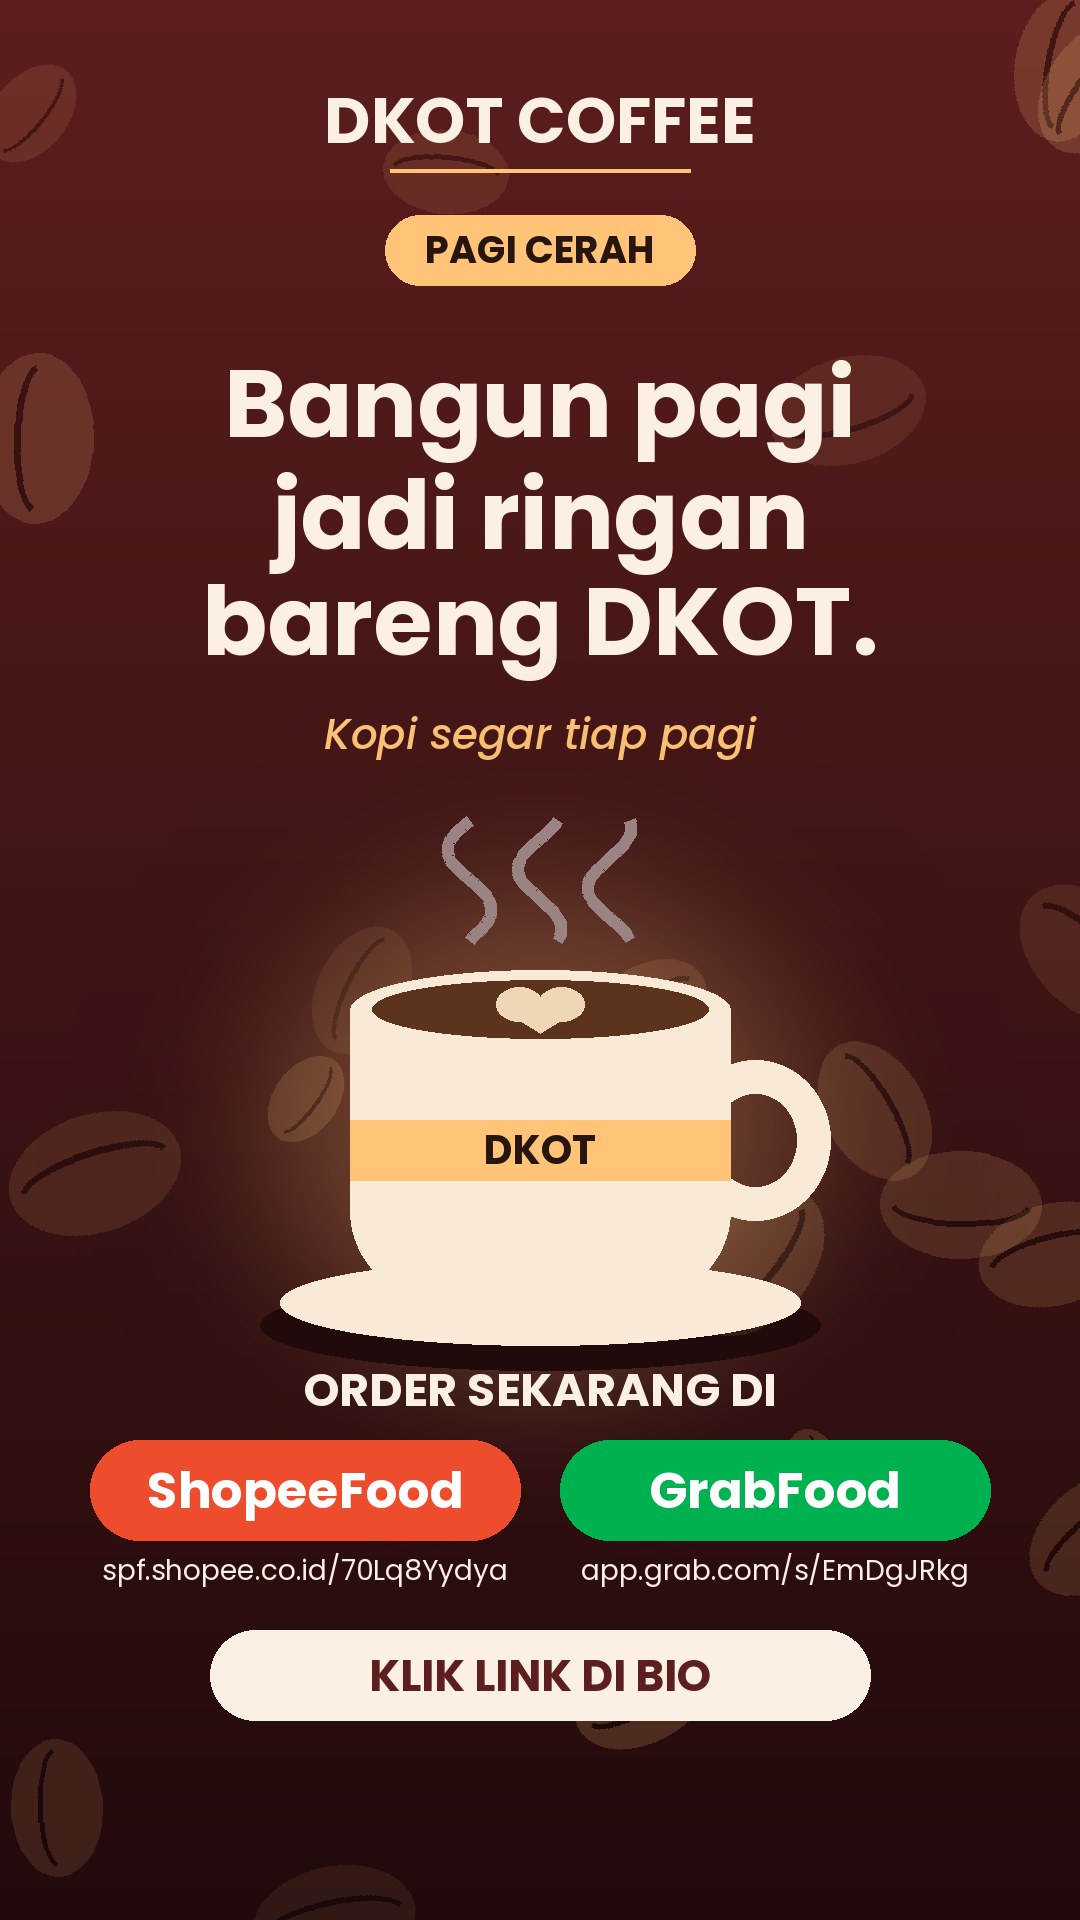 DKOT COFFEE
PAGI CERAH
Bangun pagi
jadi ringan
bareng DKOT.
Kopi segar tiap pagi
DKOT
ORDER SEKARANG DI
ShopeeFood
GrabFood
spf.shopee.co.id/70Lq8Yydya
app.grab.com/s/EmDgJRkg
KLIK LINK DI BIO